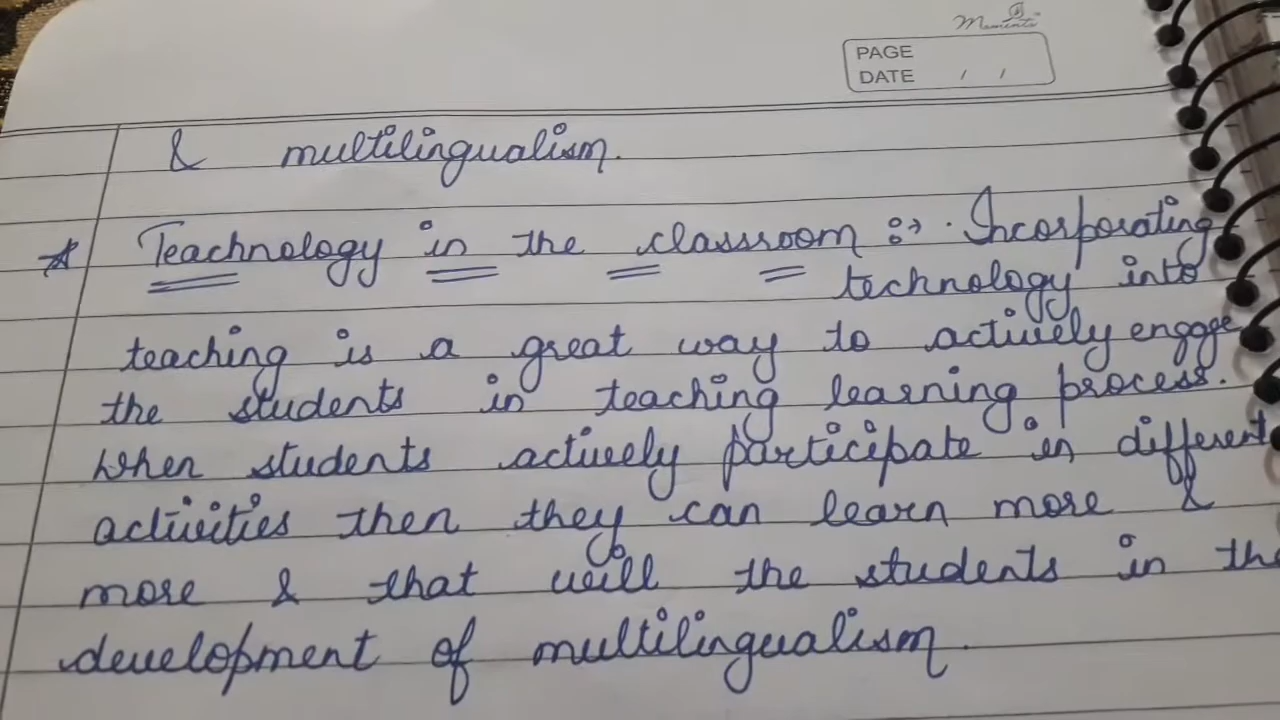 Moments
PAGE
DATE / /
& multilingualism.
* Teachnology in the classroom :→ · Incorporating
technology into
teaching is a great way to actively engage
the students in teaching learning process.
when students actively participate in different
activities then they can learn more &
more & that will the students in the
development of multilingualism.